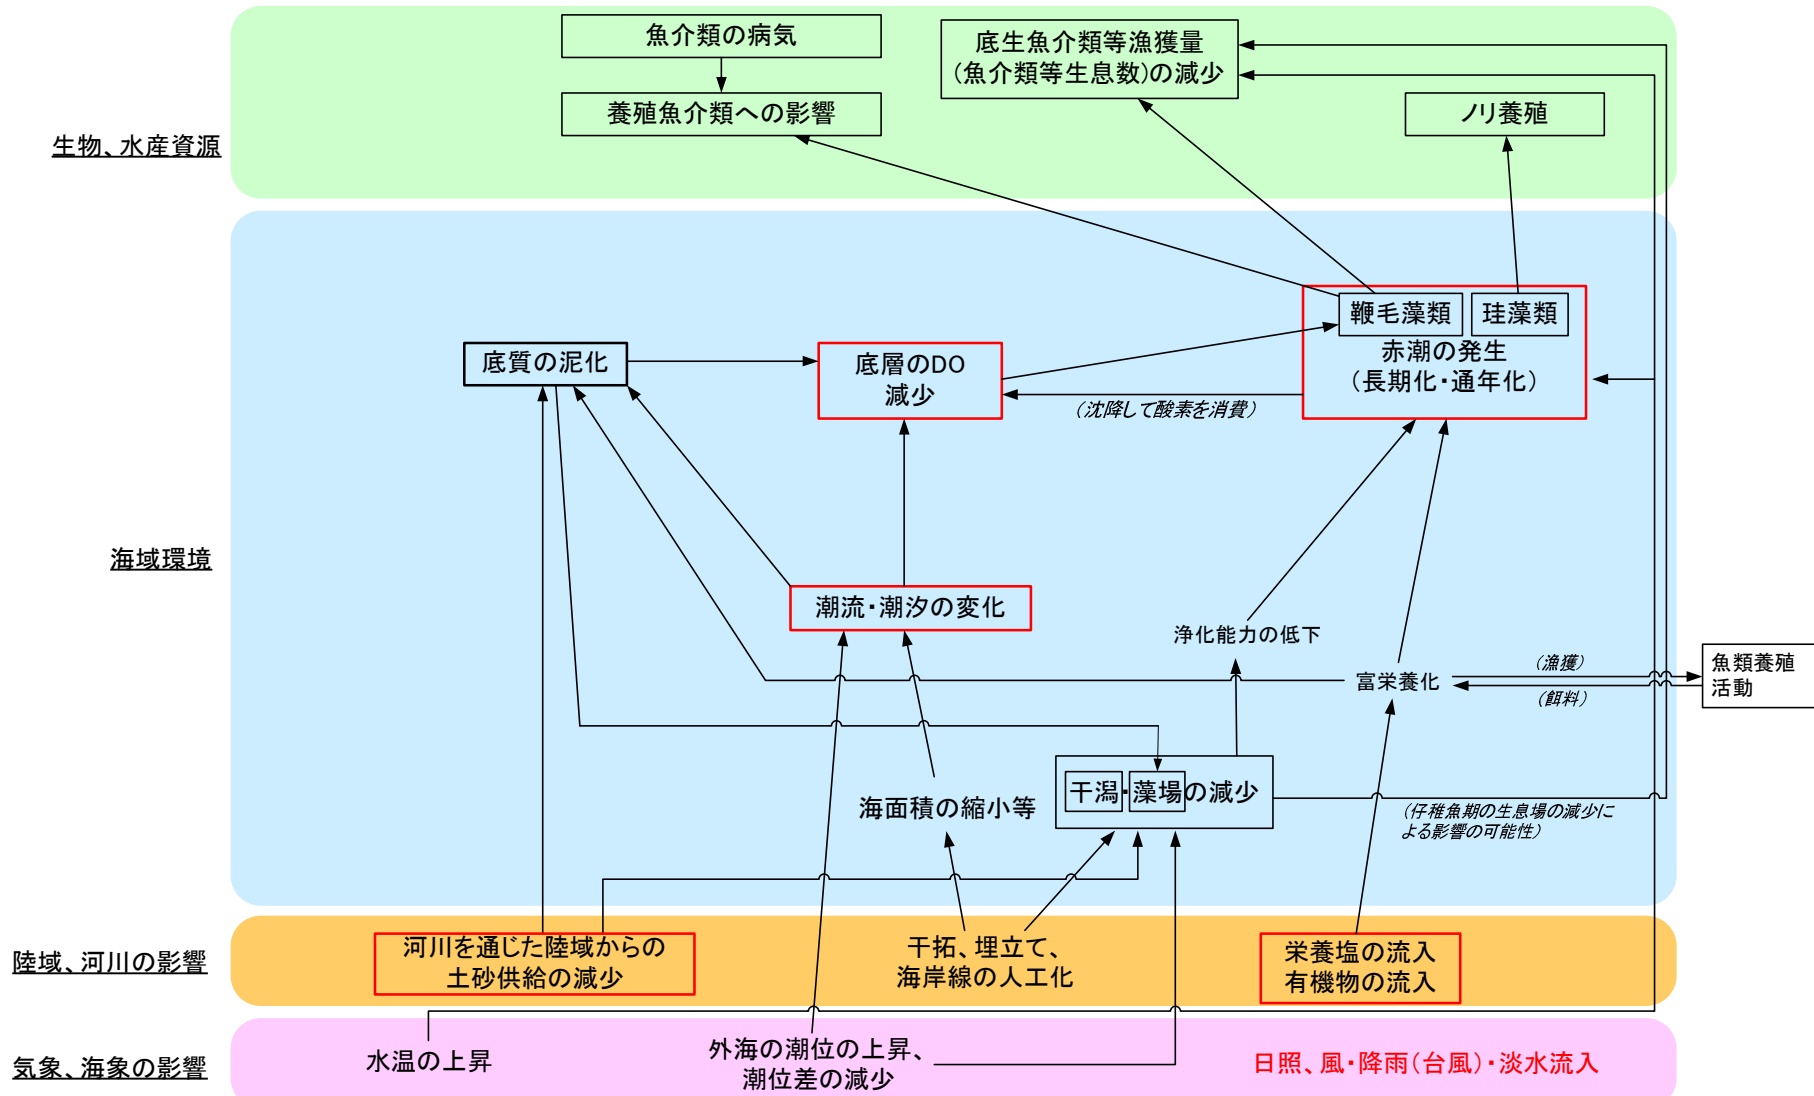 魚介類の病気
底生魚介類等漁獲量
(魚介類等生息数)の減少
養殖魚介類への影響
ノリ養殖
生物、水産資源
鞭毛藻類
珪藻類
赤潮の発生
(長期化・通年化)
底質の泥化
底層のDO
減少
(沈降して酸素を消費)
海域環境
潮流・潮汐の変化
浄化能力の低下
富栄養化
(漁獲)
(餌料)
魚類養殖
活動
干潟・藻場の減少
海面積の縮小等
(仔稚魚期の生息場の減少に
よる影響の可能性)
陸域、河川の影響
河川を通じた陸域からの
土砂供給の減少
干拓、埋立て、
海岸線の人工化
栄養塩の流入
有機物の流入
気象、海象の影響
水温の上昇
外海の潮位の上昇、
潮位差の減少
日照、風・降雨(台風)・淡水流入